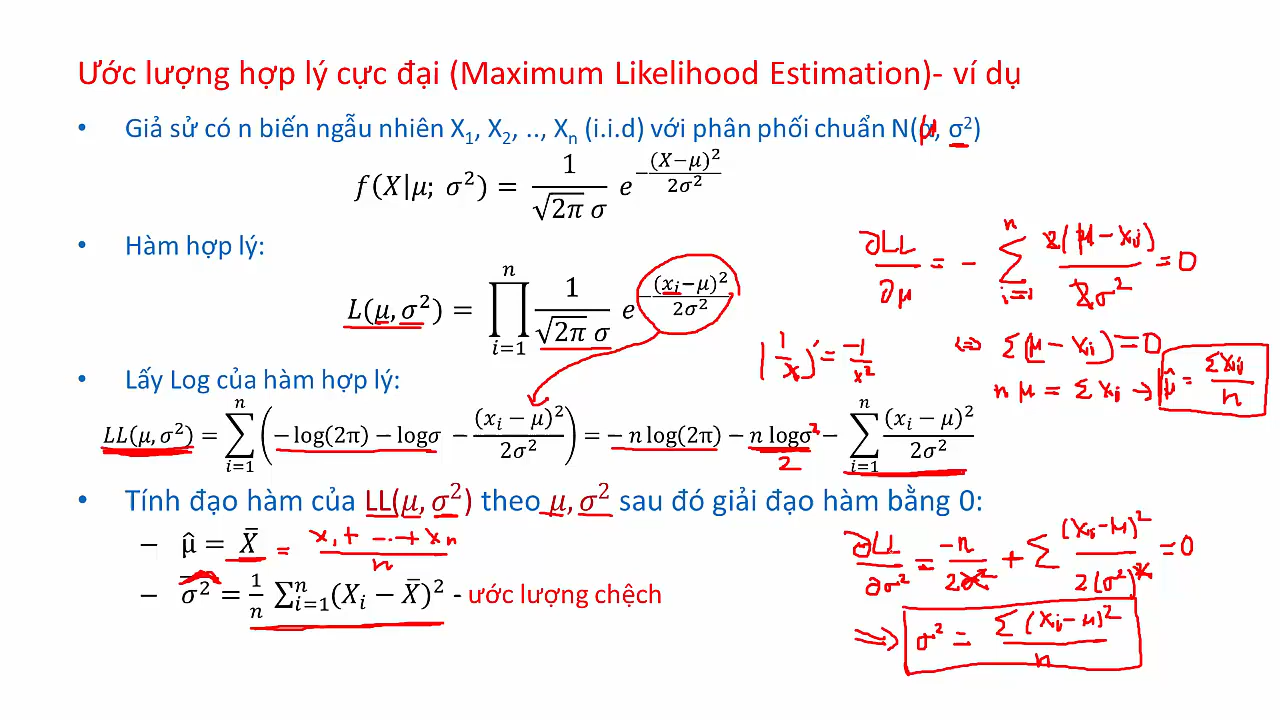 Ước lượng hợp lý cực đại (Maximum Likelihood Estimation)- ví dụ
• Giả sử có n biến ngẫu nhiên X₁, X₂, .., Xₙ (i.i.d) với phân phối chuẩn N(μ, σ²)
f(X|μ; σ²) = 1/(√2π σ) e^(−(X−μ)²/2σ²)
• Hàm hợp lý:
L(μ, σ²) = ∏_{i=1}^{n} 1/(√2π σ) e^(−(xᵢ−μ)²/2σ²)
• Lấy Log của hàm hợp lý:
LL(μ, σ²) = ∑_{i=1}^{n} (−log(2π) − logσ − (xᵢ − μ)²/2σ²) = − n log(2π) − n logσ²/2 − ∑_{i=1}^{n} (xᵢ − μ)²/2σ²
• Tính đạo hàm của LL(μ, σ²) theo μ, σ² sau đó giải đạo hàm bằng 0:
– μ̂ = X̄ = (x₁ + ... + xₙ)/n
– σ̂² = 1/n ∑_{i=1}^{n}(Xᵢ − X̄)² - ước lượng chệch
∂LL/∂μ = − ∑_{i=1}^{n} 2(μ − xᵢ)/2σ² = 0
(1/x)′ = −1/x²
⇔ Σ(μ − xᵢ) = 0
n μ = Σ xᵢ → μ̂ = Σxᵢ/n
∂LL/∂σ² = −n/2σ² + Σ (xᵢ−μ)²/2(σ²)² = 0
⟹ σ² = Σ (xᵢ − μ)²/n